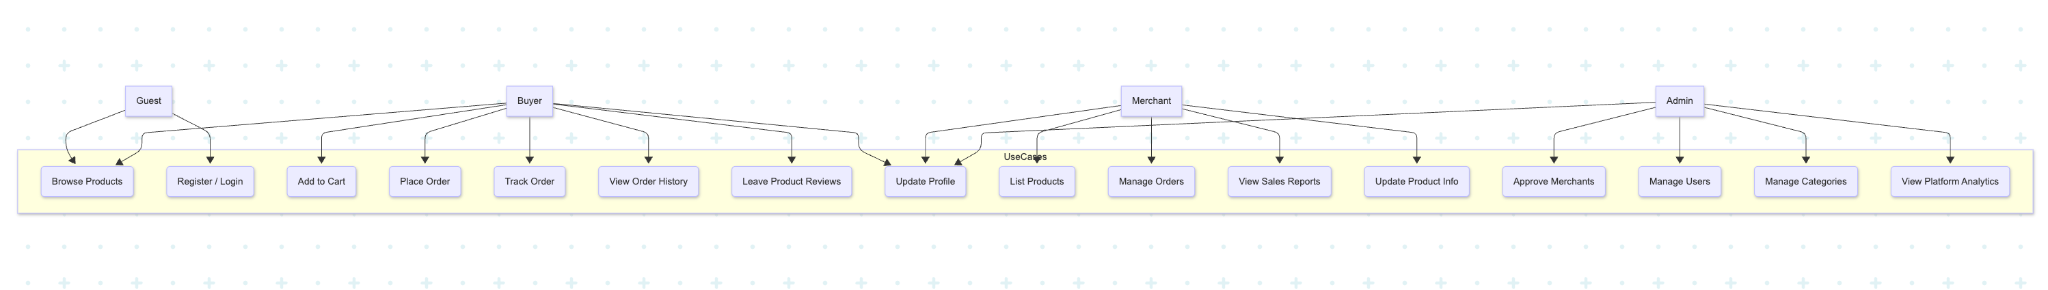 Guest
Buyer
Merchant
Admin
UseCases
Browse Products
Register / Login
Add to Cart
Place Order
Track Order
View Order History
Leave Product Reviews
Update Profile
List Products
Manage Orders
View Sales Reports
Update Product Info
Approve Merchants
Manage Users
Manage Categories
View Platform Analytics